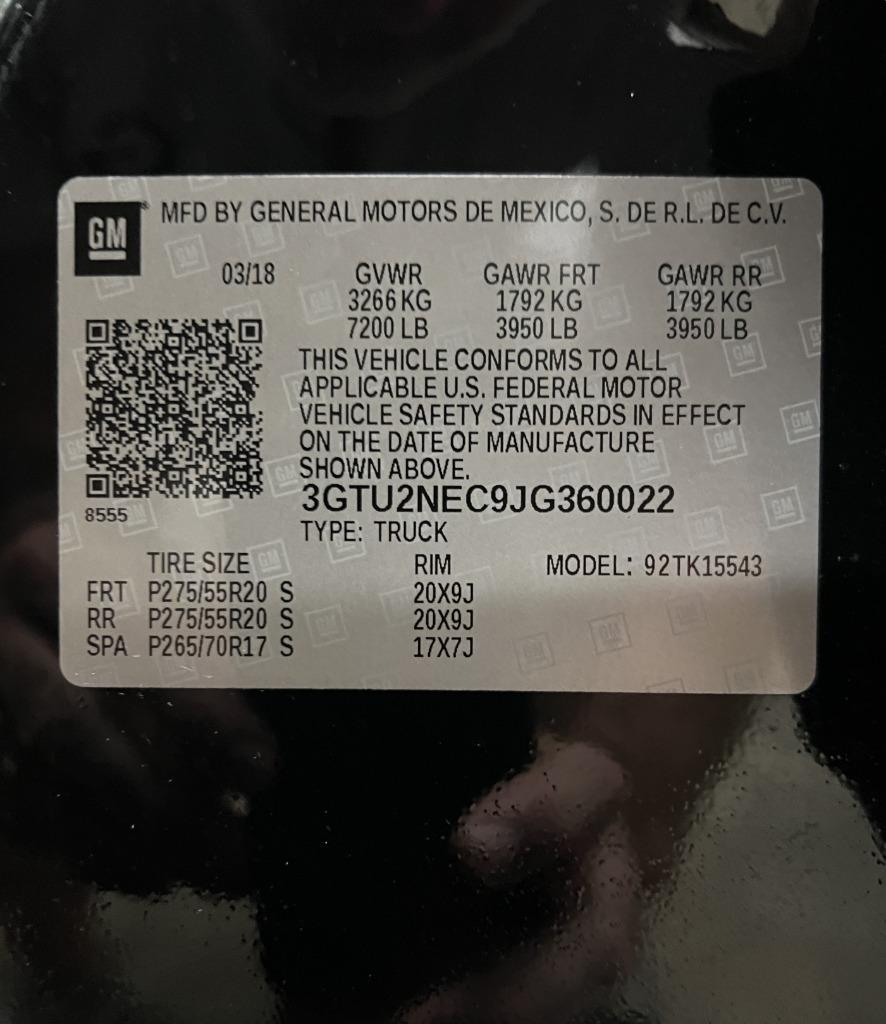 GM ® MFD BY GENERAL MOTORS DE MEXICO, S. DE R.L. DE C.V.
03/18 GVWR GAWR FRT GAWR RR
3266 KG 1792 KG 1792 KG
7200 LB 3950 LB 3950 LB
THIS VEHICLE CONFORMS TO ALL
APPLICABLE U.S. FEDERAL MOTOR
VEHICLE SAFETY STANDARDS IN EFFECT
ON THE DATE OF MANUFACTURE
SHOWN ABOVE.
3GTU2NEC9JG360022
8555
TYPE: TRUCK
TIRE SIZE RIM MODEL: 92TK15543
FRT P275/55R20 S 20X9J
RR P275/55R20 S 20X9J
SPA P265/70R17 S 17X7J